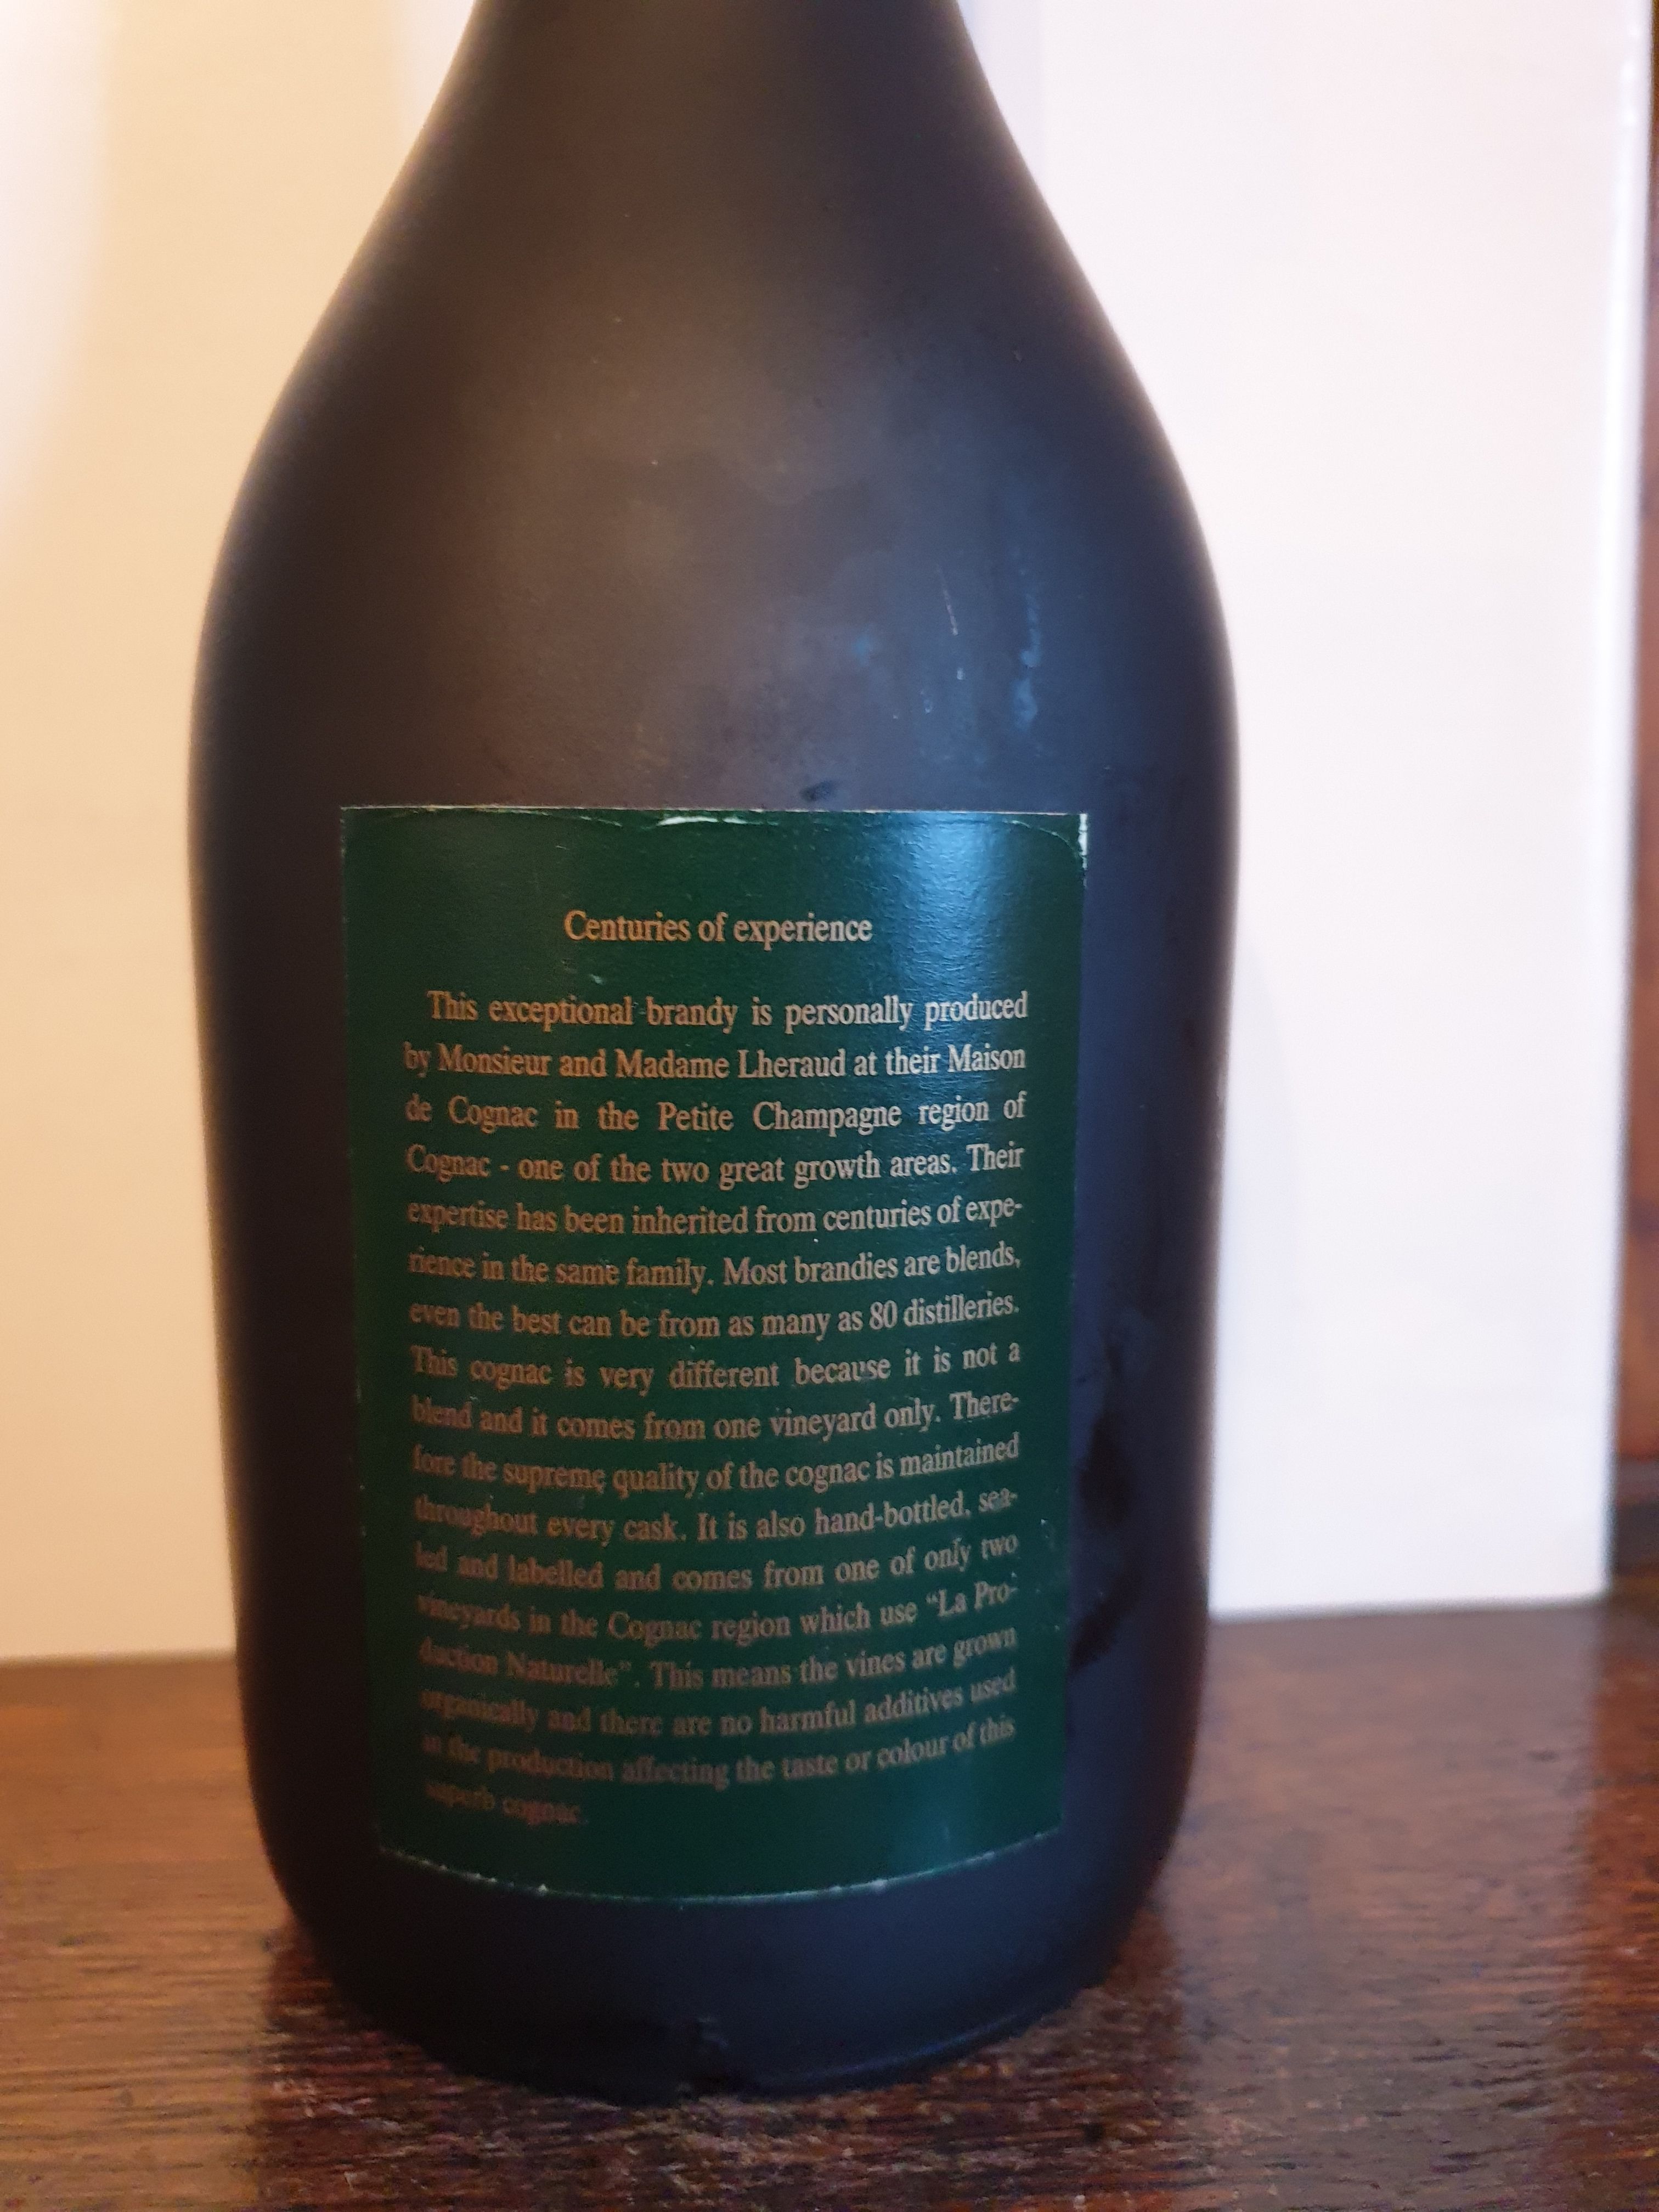 Centuries of experience
This exceptional brandy is personally produced
by Monsieur and Madame Lheraud at their Maison
de Cognac in the Petite Champagne region of
Cognac - one of the two great growth areas. Their
expertise has been inherited from centuries of expe-
rience in the same family. Most brandies are blends,
even the best can be from as many as 80 distilleries.
This cognac is very different because it is not a
blend and it comes from one vineyard only. There-
fore the supreme quality of the cognac is maintained
throughout every cask. It is also hand-bottled, sea-
led and labelled and comes from one of only two
vineyards in the Cognac region which use “La Pro-
duction Naturelle”. This means the vines are grown
organically and there are no harmful additives used
in the production affecting the taste or colour of this
superb cognac.